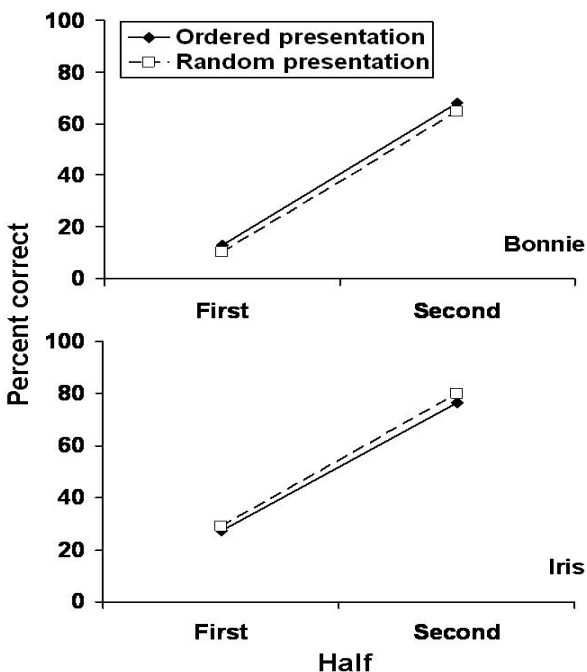 100
Ordered presentation
Random presentation
80
60
40
20
0
Bonnie
First Second
Percent correct
100
80
60
40
20
0
Iris
First Second
Half